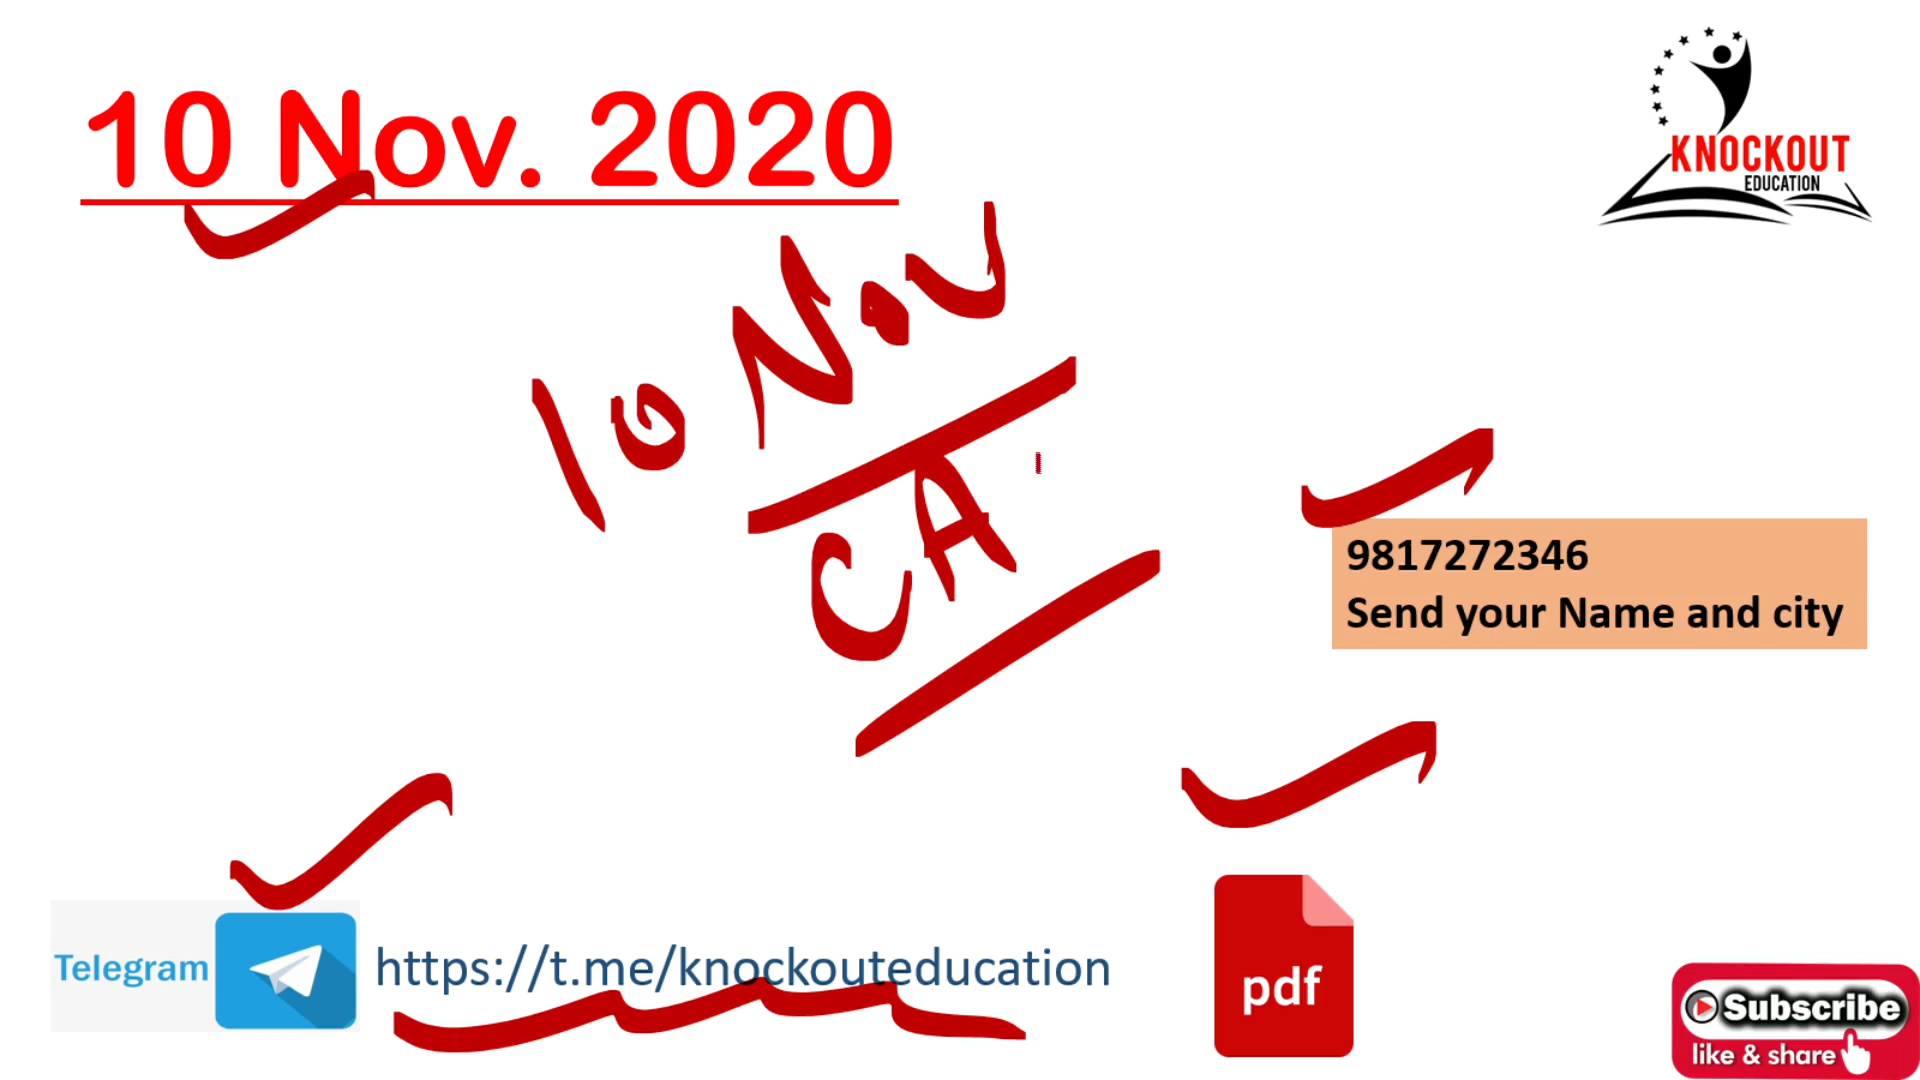 10 Nov. 2020
KNOCKOUT
EDUCATION
10 Nov
CA
9817272346
Send your Name and city
Telegram
https://t.me/knockouteducation
pdf
Subscribe
like & share